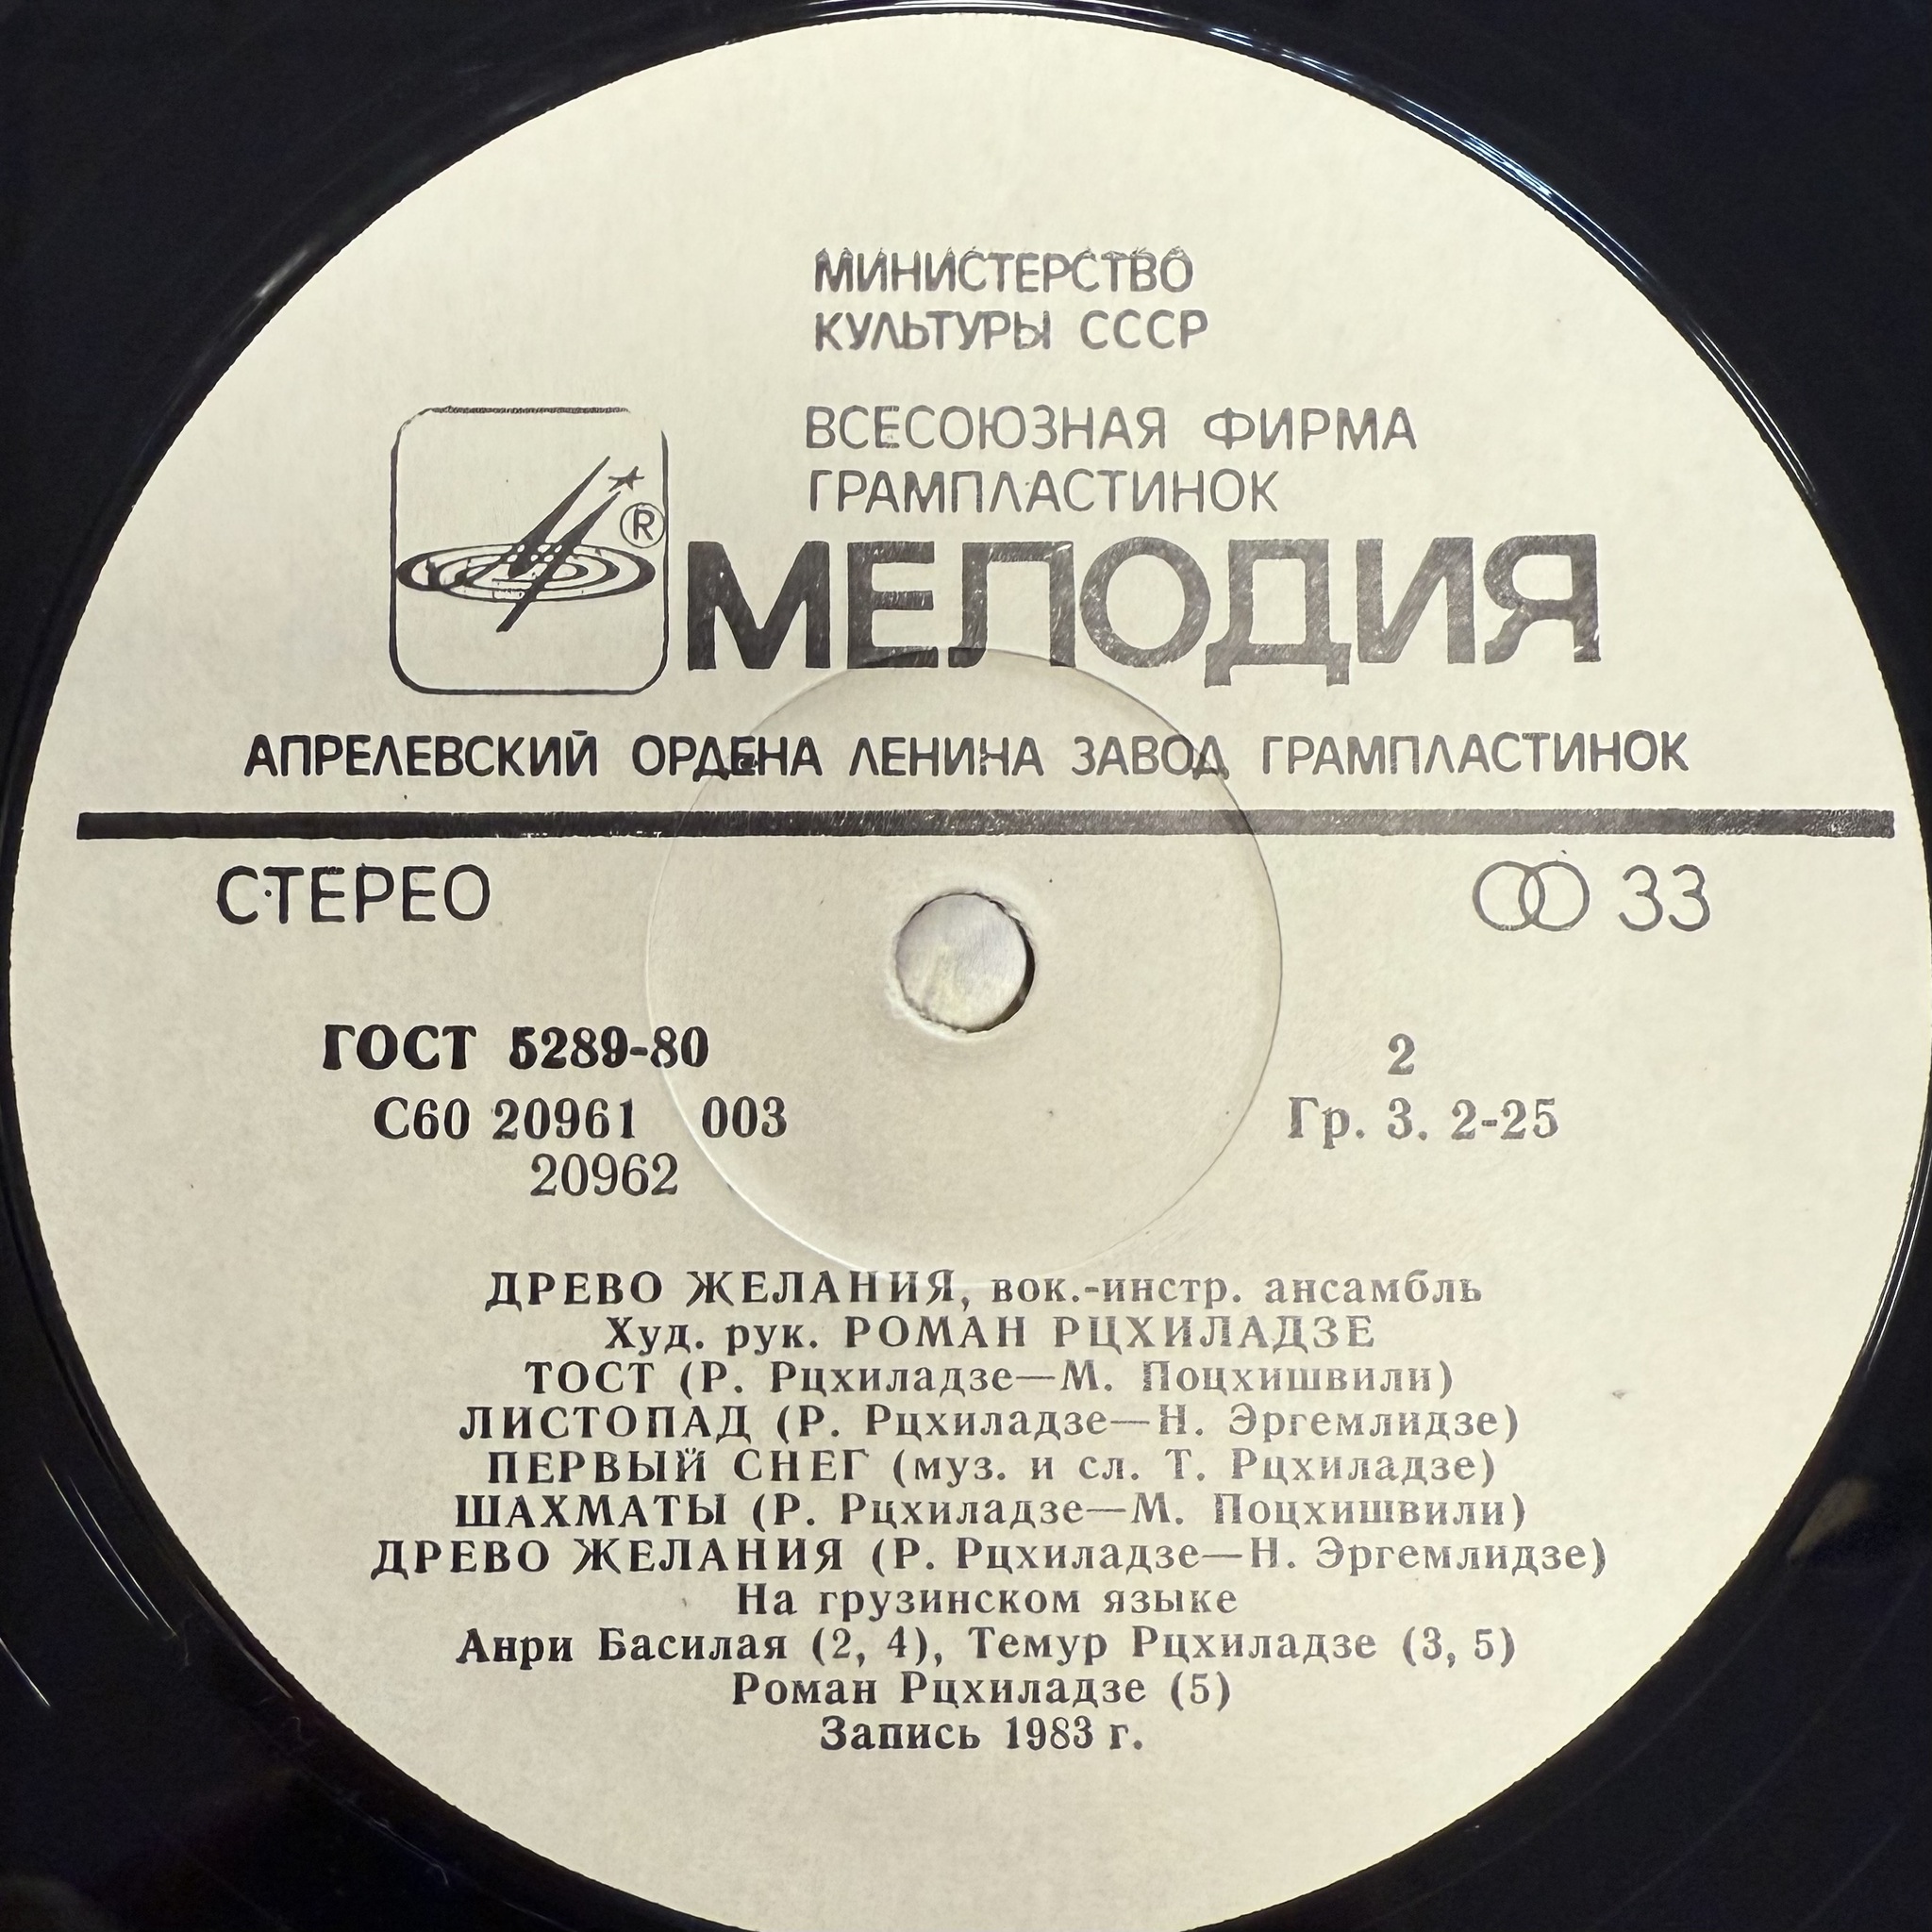 МИНИСТЕРСТВО
КУЛЬТУРЫ СССР
ВСЕСОЮЗНАЯ ФИРМА
ГРАМПЛАСТИНОК
®
МЕЛОДИЯ
АПРЕЛЕВСКИЙ ОРДЕНА ЛЕНИНА ЗАВОД ГРАМПЛАСТИНОК
СТЕРЕО 33
ГОСТ 5289-80 2
С60 20961 003 Гр. 3. 2-25
20962
ДРЕВО ЖЕЛАНИЯ, вок.-инстр. ансамбль
Худ. рук. РОМАН РЦХИЛАДЗЕ
ТОСТ (Р. Рцхиладзе—М. Поцхишвили)
ЛИСТОПАД (Р. Рцхиладзе—Н. Эргемлидзе)
ПЕРВЫЙ СНЕГ (муз. и сл. Т. Рцхиладзе)
ШАХМАТЫ (Р. Рцхиладзе—М. Поцхишвили)
ДРЕВО ЖЕЛАНИЯ (Р. Рцхиладзе—Н. Эргемлидзе)
На грузинском языке
Анри Басилая (2, 4), Темур Рцхиладзе (3, 5)
Роман Рцхиладзе (5)
Запись 1983 г.